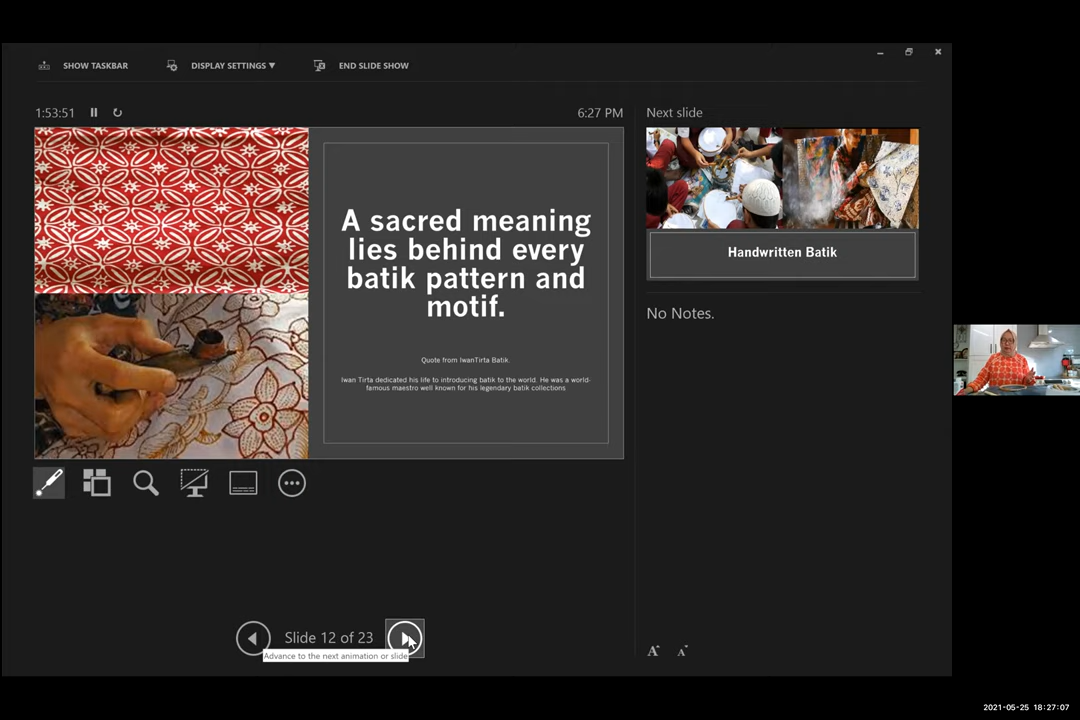 SHOW TASKBAR
DISPLAY SETTINGS ▼
END SLIDE SHOW
1:53:51
6:27 PM
A sacred meaning
lies behind every
batik pattern and
motif.
Quote from IwanTirta Batik.
Iwan Tirta dedicated his life to introducing batik to the world. He was a world-
famous maestro well known for his legendary batik collections
Next slide
Handwritten Batik
No Notes.
Slide 12 of 23
Advance to the next animation or slide
2021-05-25 18:27:07